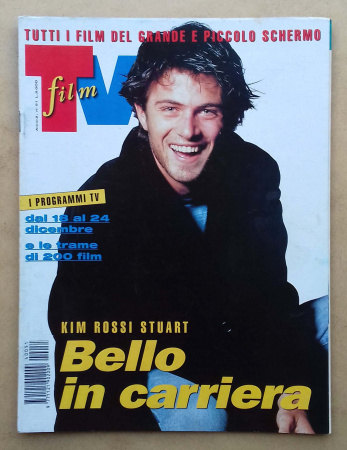 TUTTI I FILM DEL GRANDE E PICCOLO SCHERMO
TV
film
I PROGRAMMI TV
dal 18 al 24
dicembre
e le trame
di 200 film
KIM ROSSI STUART
Bello
in carriera